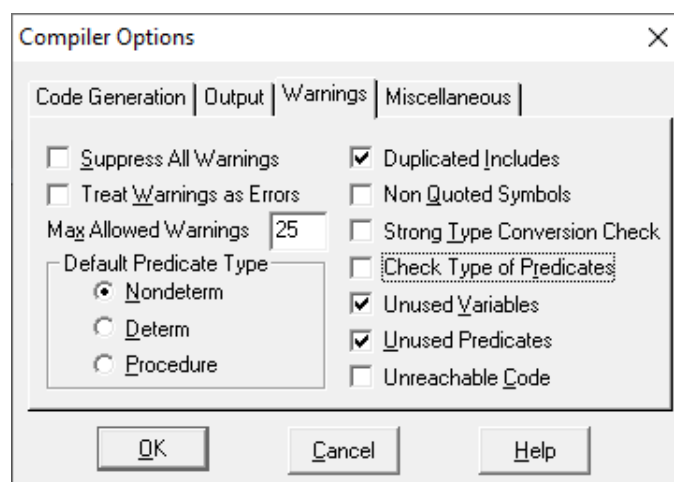 Compiler Options
Code Generation Output Warnings Miscellaneous
Suppress All Warnings
Treat Warnings as Errors
Max Allowed Warnings 25
Default Predicate Type
Nondeterm
Determ
Procedure
Duplicated Includes
Non Quoted Symbols
Strong Type Conversion Check
Check Type of Predicates
Unused Variables
Unused Predicates
Unreachable Code
OK Cancel Help